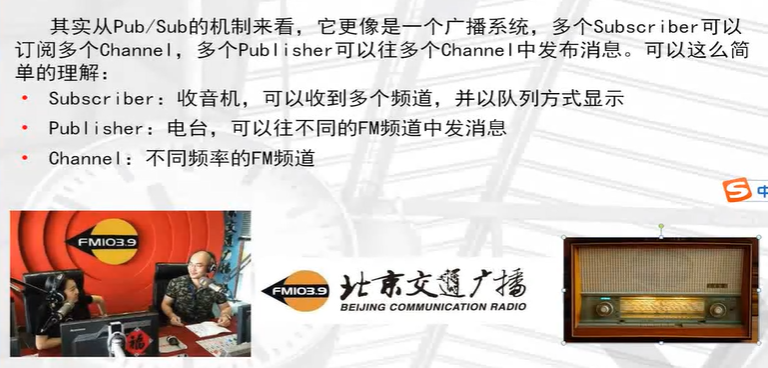 其实从Pub/Sub的机制来看，它更像是一个广播系统，多个Subscriber可以
订阅多个Channel，多个Publisher可以往多个Channel中发布消息。可以这么简
单的理解：
• Subscriber：收音机，可以收到多个频道，并以队列方式显示
• Publisher：电台，可以往不同的FM频道中发消息
• Channel：不同频率的FM频道
S 中
FM103.9
福
FM103.9
北京交通广播
BEIJING COMMUNICATION RADIO